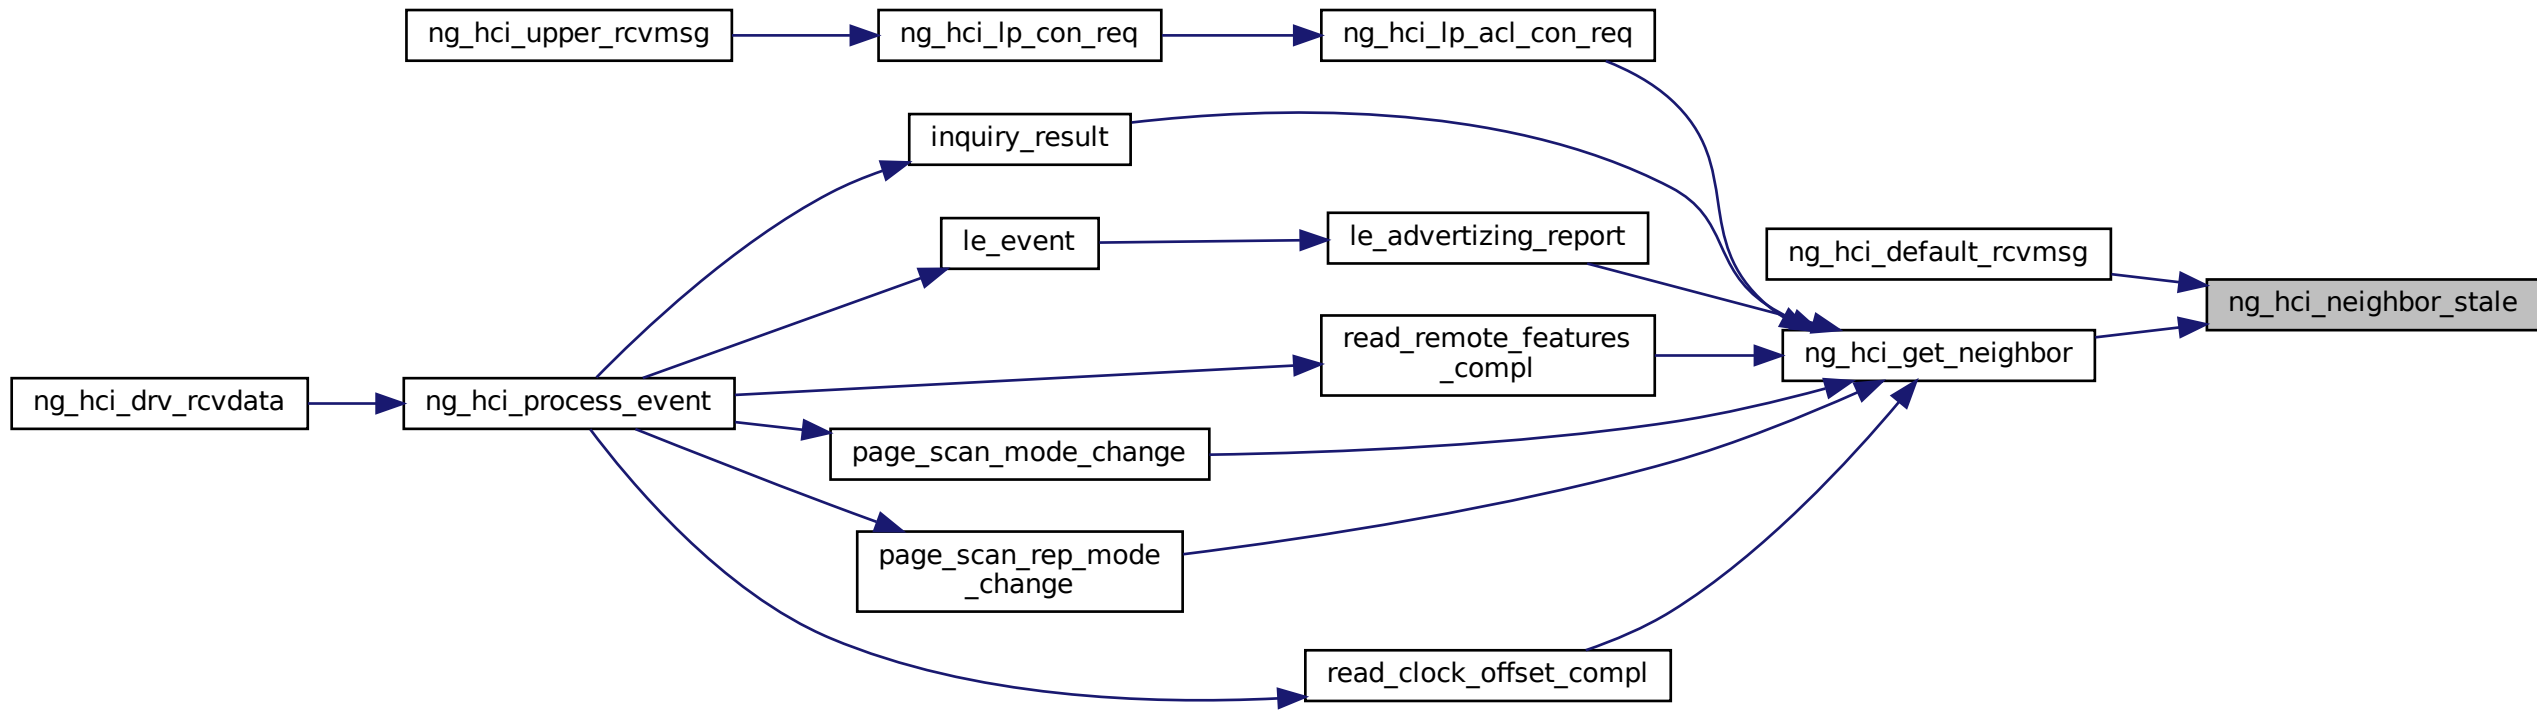 ng_hci_upper_rcvmsg
ng_hci_lp_con_req
ng_hci_lp_acl_con_req
inquiry_result
le_event
le_advertizing_report
ng_hci_default_rcvmsg
ng_hci_neighbor_stale
read_remote_features
_compl
ng_hci_get_neighbor
ng_hci_drv_rcvdata
ng_hci_process_event
page_scan_mode_change
page_scan_rep_mode
_change
read_clock_offset_compl